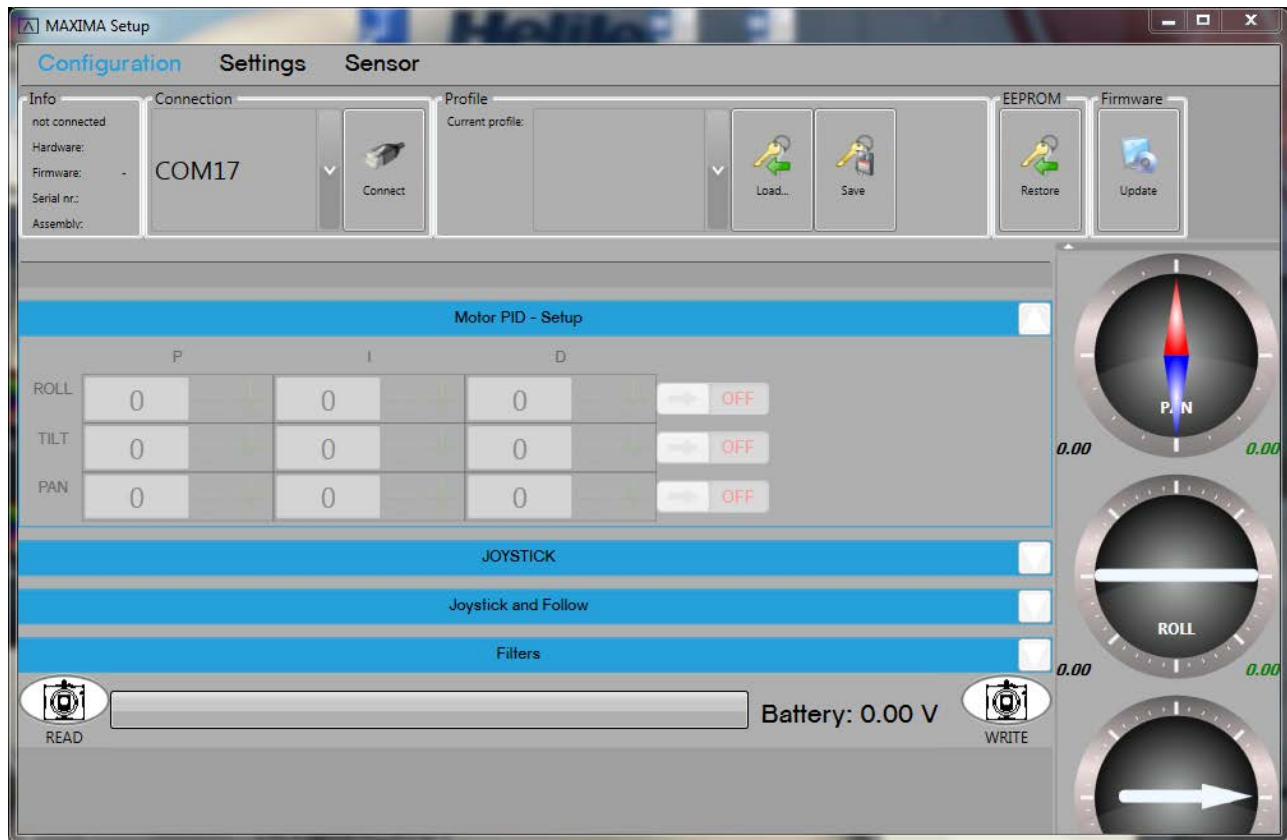 MAXIMA Setup
Configuration Settings Sensor
Info
not connected
Hardware:
Firmware: -
Serial nr.:
Assembly:
Connection
COM17
Connect
Profile
Current profile:
Load...
Save
EEPROM
Restore
Firmware
Update
Motor PID - Setup
P I D
ROLL 0 0 0 OFF
TILT 0 0 0 OFF
PAN 0 0 0 OFF
JOYSTICK
Joystick and Follow
Filters
READ
Battery: 0.00 V
WRITE
PAN
0.00 0.00
ROLL
0.00 0.00